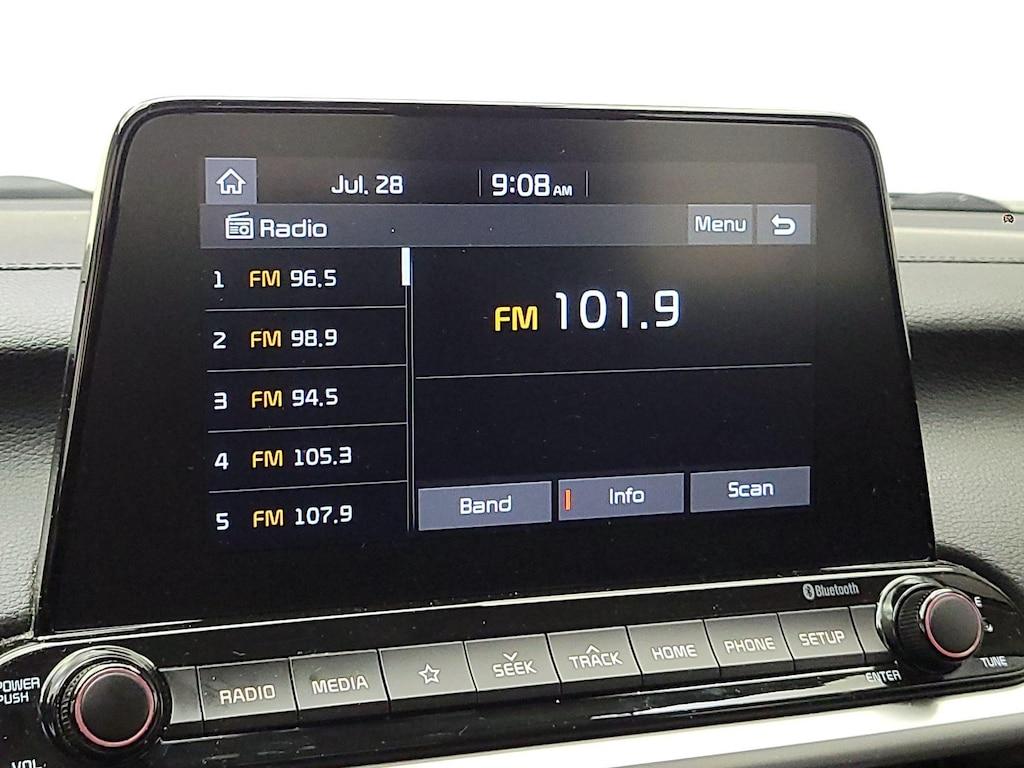 Jul. 28 9:08 AM
Radio Menu
1 FM 96.5
2 FM 98.9
3 FM 94.5
4 FM 105.3
5 FM 107.9
FM 101.9
Band Info Scan
Bluetooth
POWER
PUSH
VOL
RADIO MEDIA SEEK TRACK HOME PHONE SETUP
ENTER
TUNE